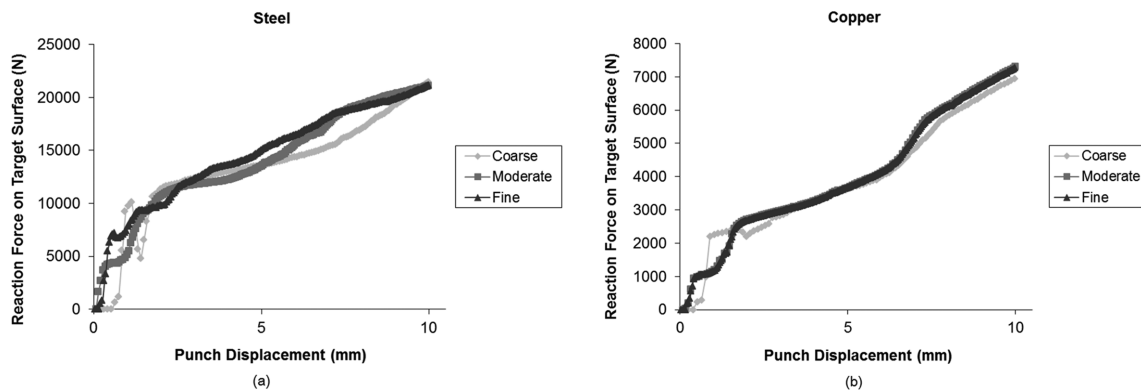 Steel
Reaction Force on Target Surface (N)
25000
20000
15000
10000
5000
0
0
5
10
Punch Displacement (mm)
Coarse
Moderate
Fine
(a)
Copper
Reaction Force on Target Surface (N)
8000
7000
6000
5000
4000
3000
2000
1000
0
0
5
10
Punch Displacement (mm)
Coarse
Moderate
Fine
(b)